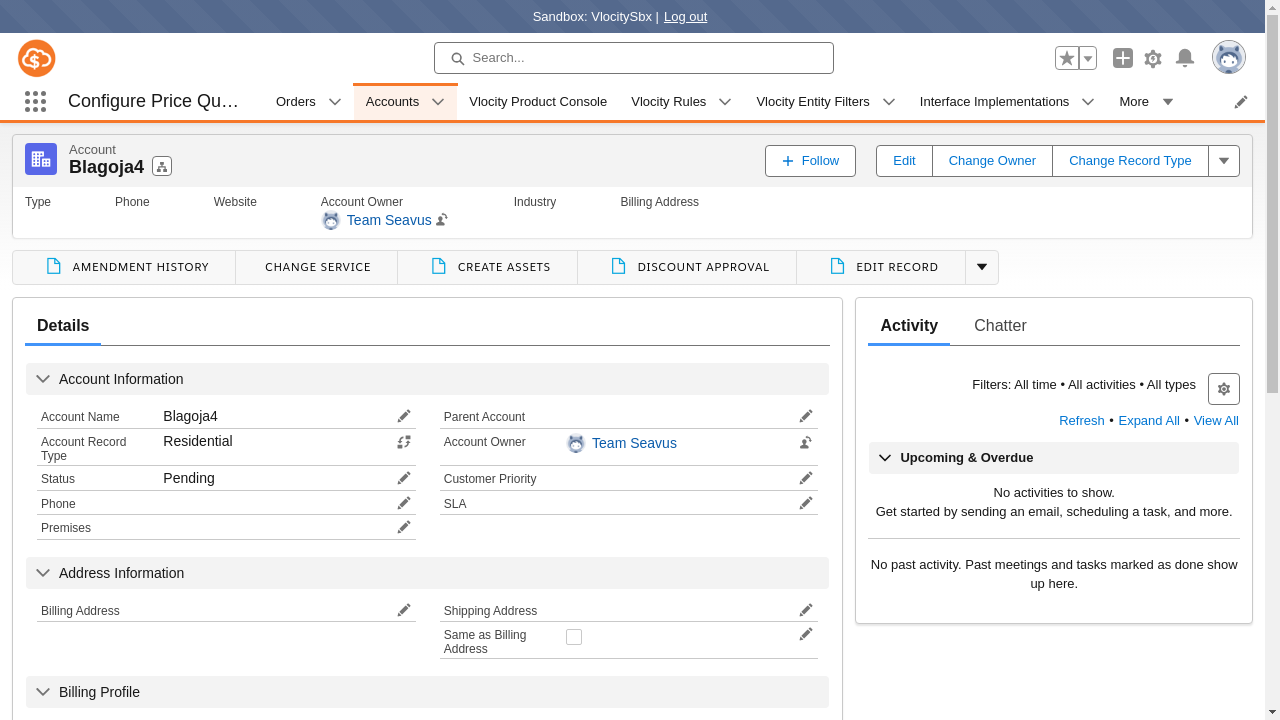 Sandbox: VlocitySbx | Log out
Search...
Configure Price Qu…
Orders
Accounts
Vlocity Product Console
Vlocity Rules
Vlocity Entity Filters
Interface Implementations
More
Account
Blagoja4
Follow
Edit
Change Owner
Change Record Type
Type
Phone
Website
Account Owner
Industry
Billing Address
Team Seavus
AMENDMENT HISTORY
CHANGE SERVICE
CREATE ASSETS
DISCOUNT APPROVAL
EDIT RECORD
Details
Account Information
Account Name Blagoja4
Parent Account
Account Record Type Residential
Account Owner Team Seavus
Status Pending
Customer Priority
Phone
SLA
Premises
Address Information
Billing Address
Shipping Address
Same as Billing
Address
Billing Profile
Activity
Chatter
Filters: All time • All activities • All types
Refresh • Expand All • View All
Upcoming & Overdue
No activities to show.
Get started by sending an email, scheduling a task, and more.
No past activity. Past meetings and tasks marked as done show
up here.